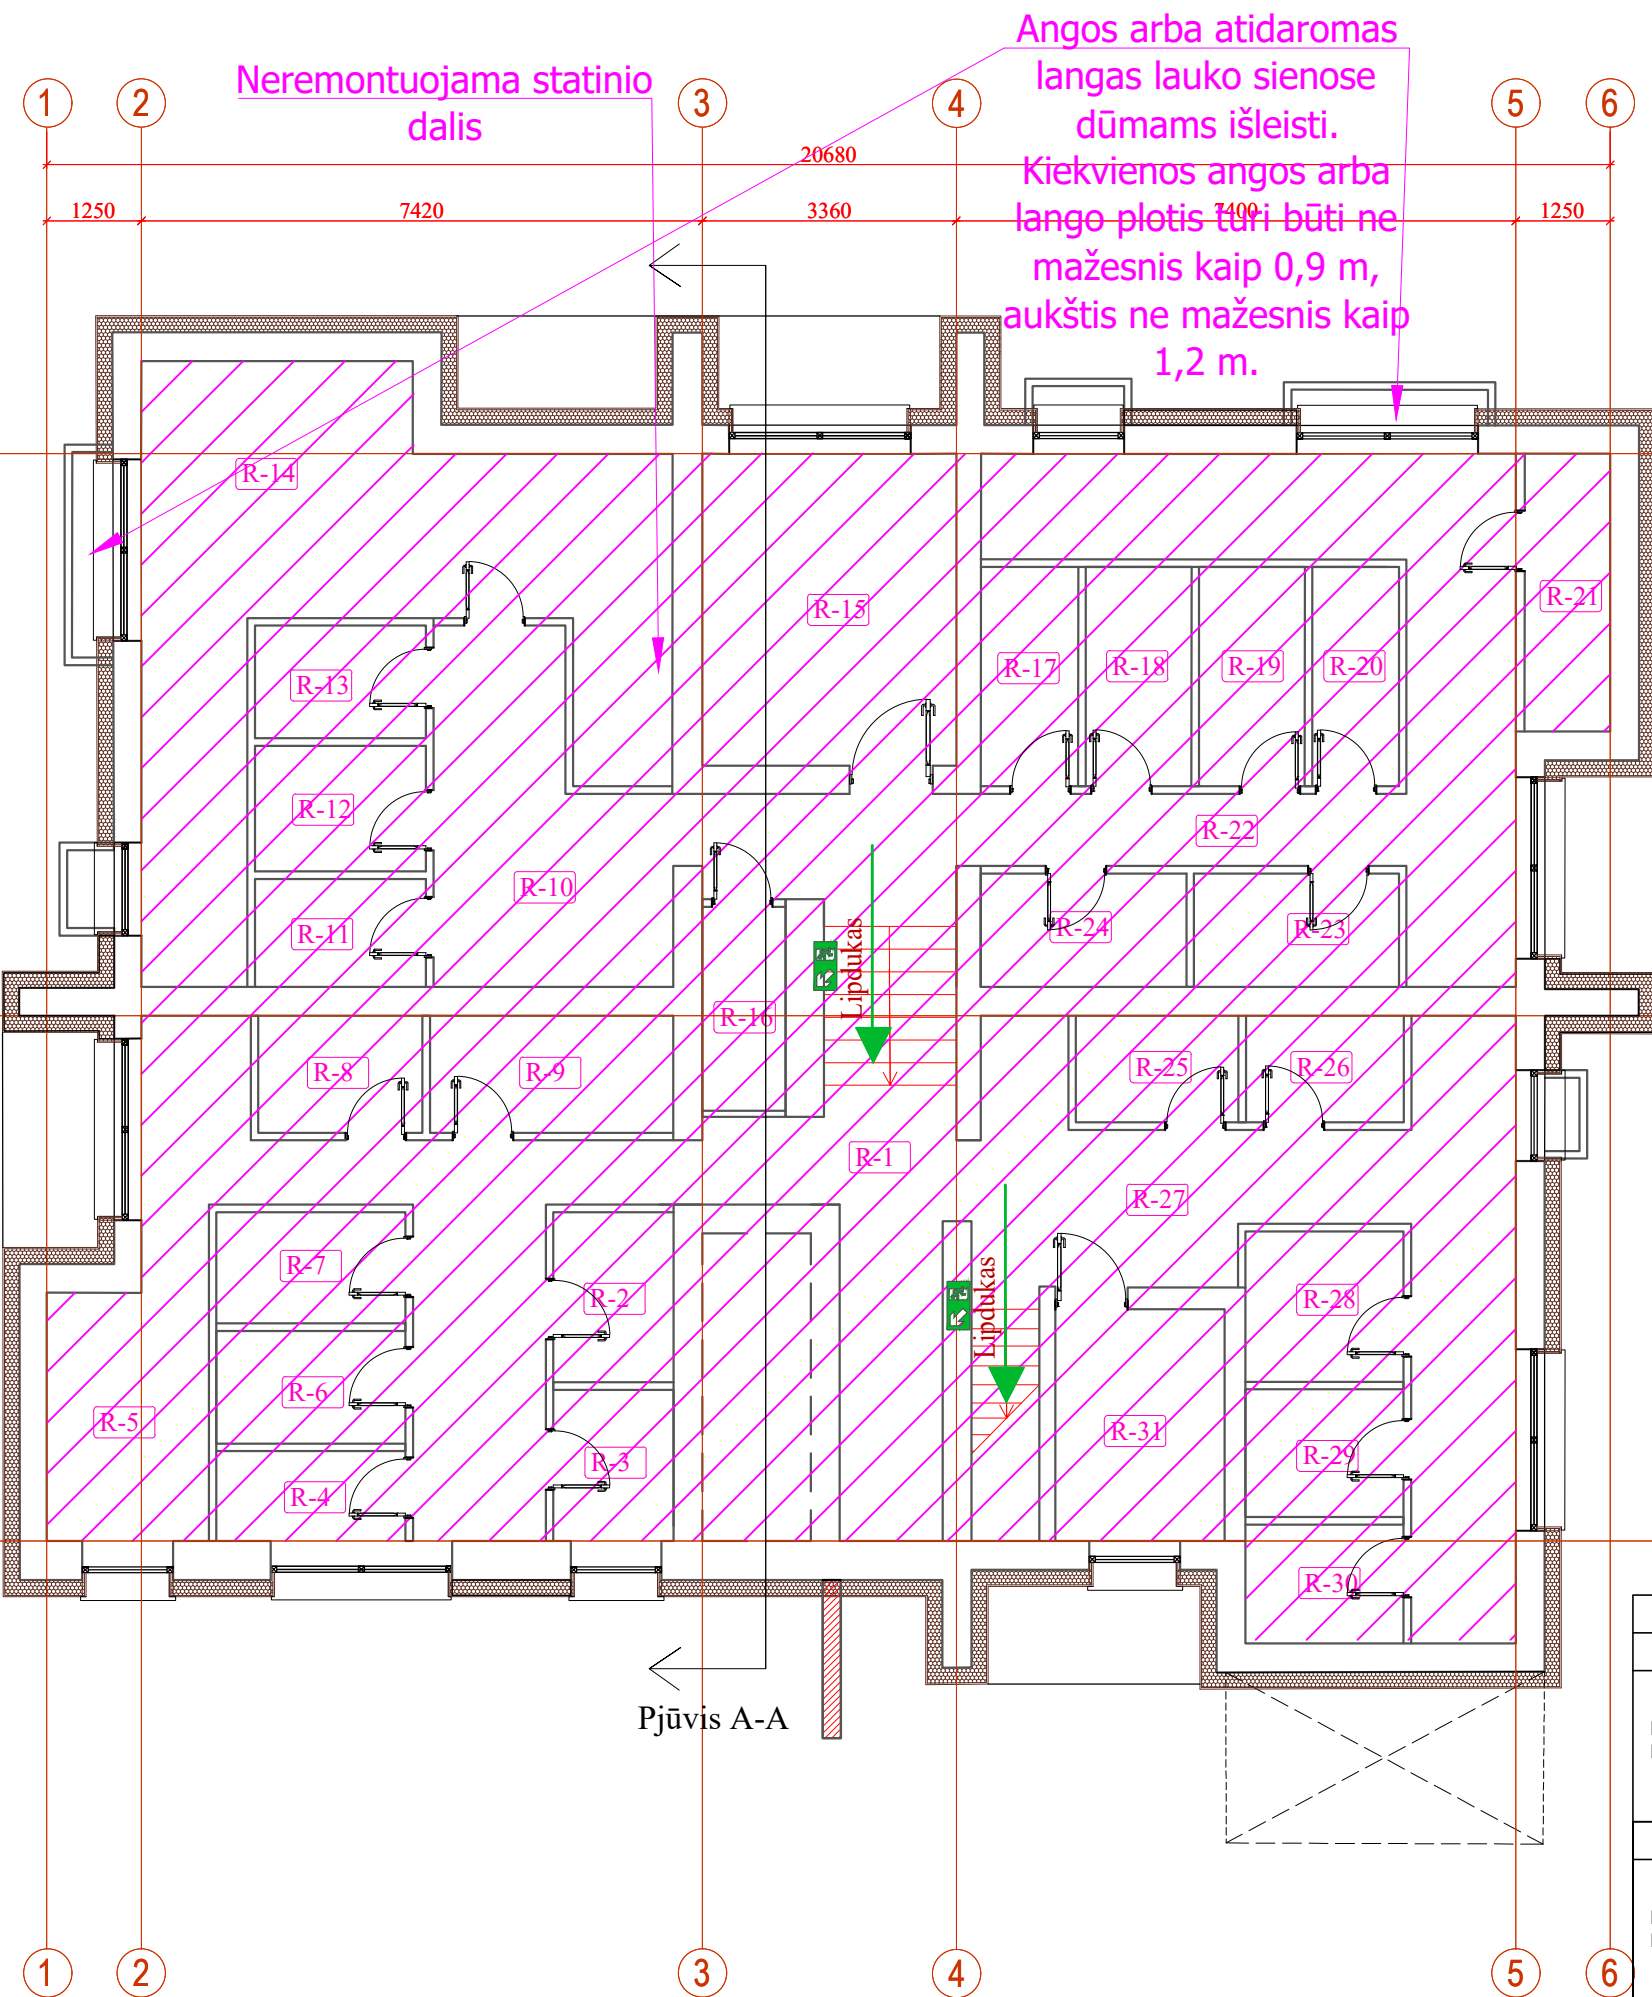 Angos arba atidaromas
langas lauko sienose
dūmams išleisti.
Kiekvienos angos arba
lango plotis turi būti ne
mažesnis kaip 0,9 m,
aukštis ne mažesnis kaip
1,2 m.
Neremontuojama statinio
dalis
1
2
3
4
5
6
20680
1250
7420
3360
7400
1250
R-14
R-15
R-21
R-13
R-17
R-18
R-19
R-20
R-12
R-22
R-10
R-11
R-24
R-23
Lipdukas
R-16
R-8
R-9
R-25
R-26
R-1
R-27
R-7
R-2
Lipdukas
R-28
R-6
R-5
R-31
R-3
R-29
R-4
R-30
Pjūvis A-A
1
2
3
4
5
6